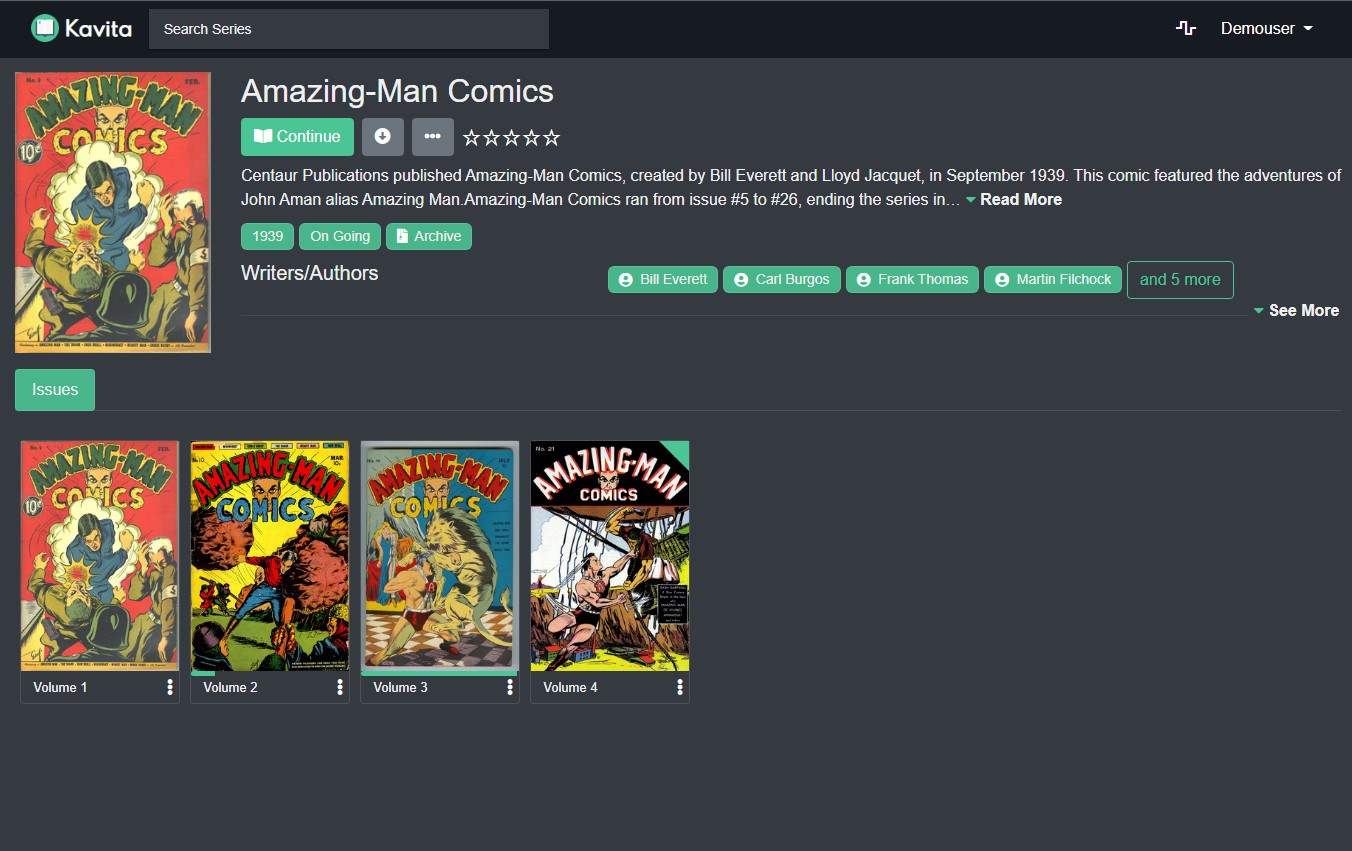 Kavita
Search Series
Demouser
No. 9
FEB.
AMAZING-MAN
COMICS
10¢
Amazing-Man Comics
Continue
Centaur Publications published Amazing-Man Comics, created by Bill Everett and Lloyd Jacquet, in September 1939. This comic featured the adventures of
John Aman alias Amazing Man.Amazing-Man Comics ran from issue #5 to #26, ending the series in… Read More
1939
On Going
Archive
Writers/Authors
Bill Everett
Carl Burgos
Frank Thomas
Martin Filchock
and 5 more
See More
Issues
FEB.
AMAZING-MAN
COMICS
10¢
No.10
MAR.
10¢
AMAZING-MAN
COMICS
AMAZING-MAN
COMICS
No. 21
AMAZING-MAN
COMICS
Volume 1
Volume 2
Volume 3
Volume 4